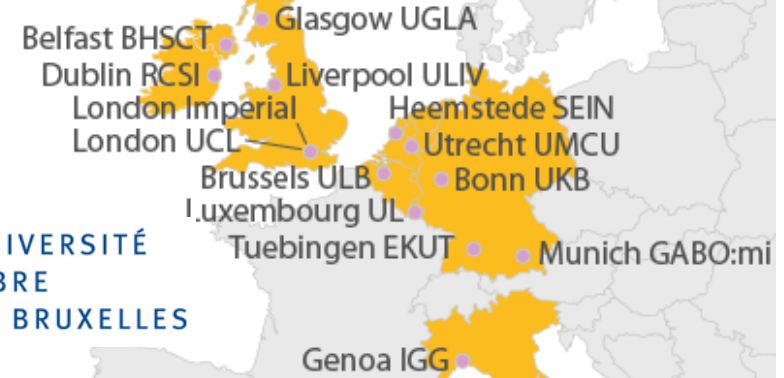 Glasgow UGLA
Belfast BHSCT
Dublin RCSI
Liverpool ULIV
London Imperial
Heemstede SEIN
London UCL
Utrecht UMCU
Brussels ULB
Bonn UKB
Luxembourg UL
IVERSITÉ
Tuebingen EKUT
Munich GABO:mi
BRE
BRUXELLES
Genoa IGG